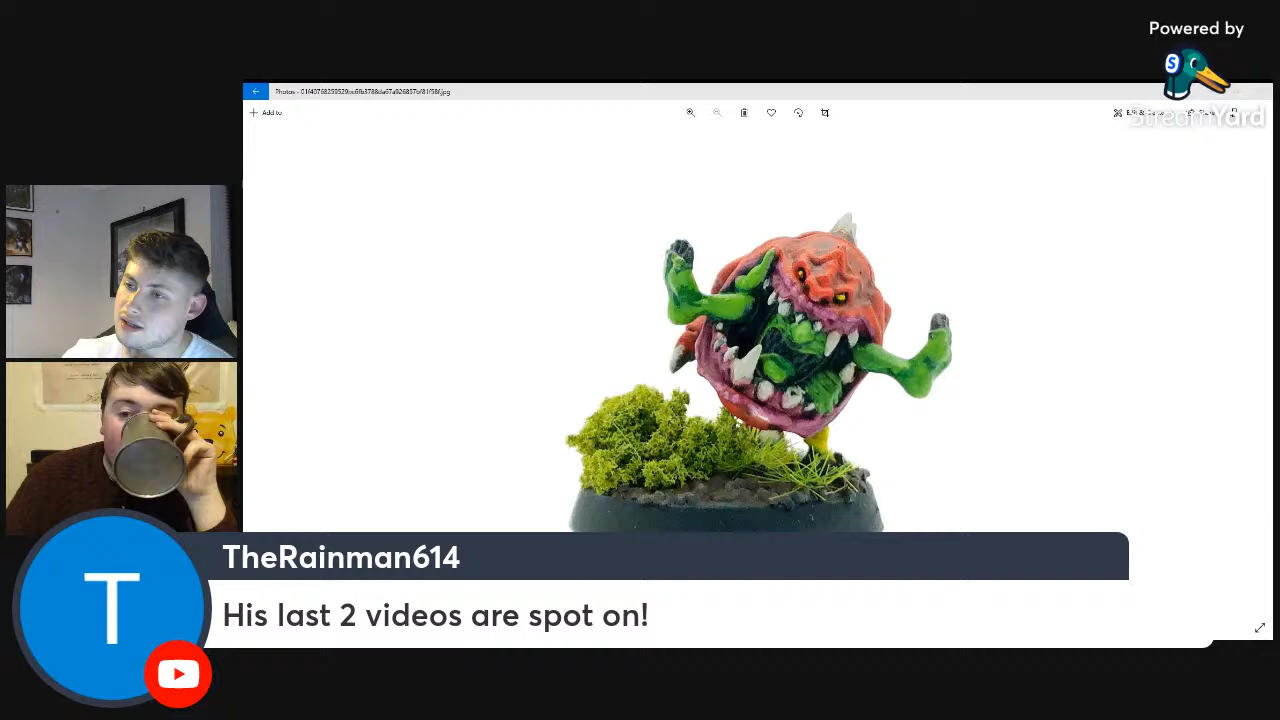 Powered by
StreamYard
Add to
TheRainman614
His last 2 videos are spot on!
T
S